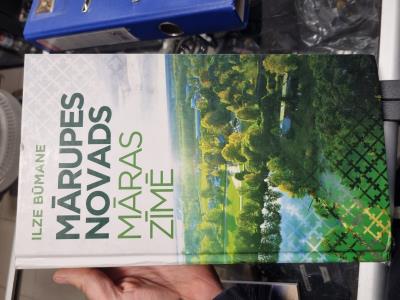 ILZE BŪMANE
MĀRUPES
NOVADS
MĀRAS
ZĪMĒ